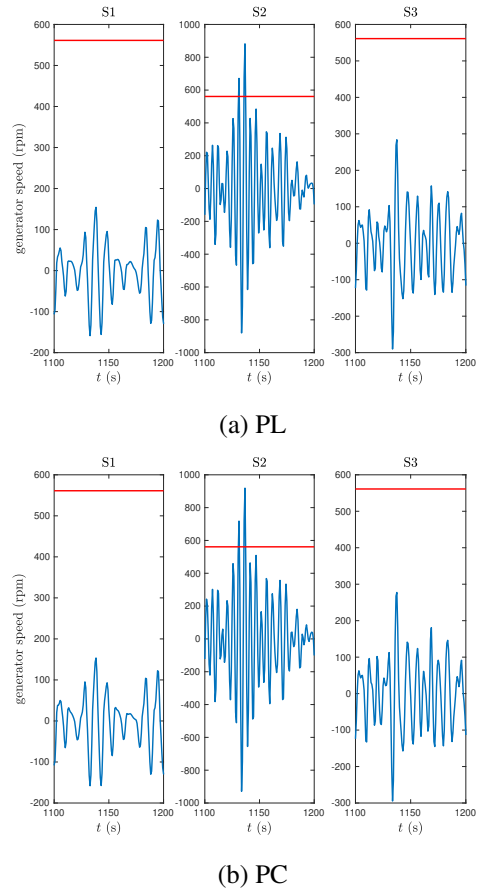 S1 S2 S3
generator speed (rpm)
600 500 400 300 200 100 0 -100 -200
1000 800 600 400 200 0 -200 -400 -600 -800 -1000
600 500 400 300 200 100 0 -100 -200 -300
1100 1150 1200 1100 1150 1200 1100 1150 1200
t (s) t (s) t (s)
(a) PL
S1 S2 S3
generator speed (rpm)
600 500 400 300 200 100 0 -100 -200
1000 800 600 400 200 0 -200 -400 -600 -800 -1000
600 500 400 300 200 100 0 -100 -200 -300
1100 1150 1200 1100 1150 1200 1100 1150 1200
t (s) t (s) t (s)
(b) PC